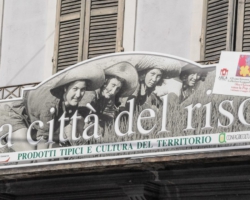 a città del riso
PRODOTTI TIPICI E CULTURA DEL TERRITORIO